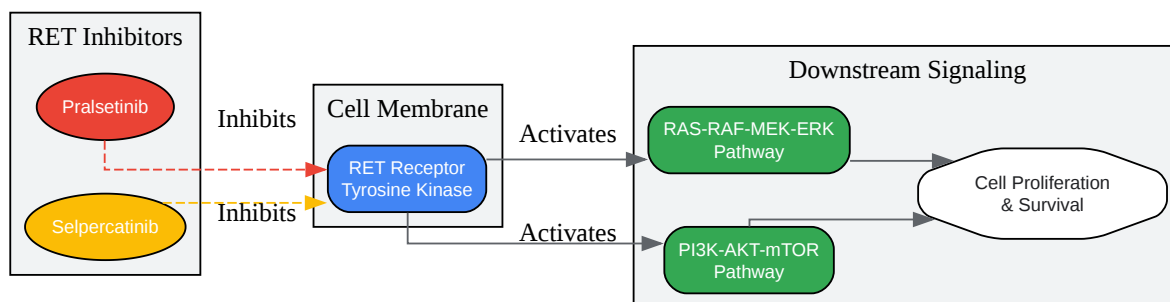 RET Inhibitors
Pralsetinib
Selpercatinib
Inhibits
Inhibits
Cell Membrane
RET Receptor
Tyrosine Kinase
Activates
Activates
Downstream Signaling
RAS-RAF-MEK-ERK
Pathway
PI3K-AKT-mTOR
Pathway
Cell Proliferation
& Survival